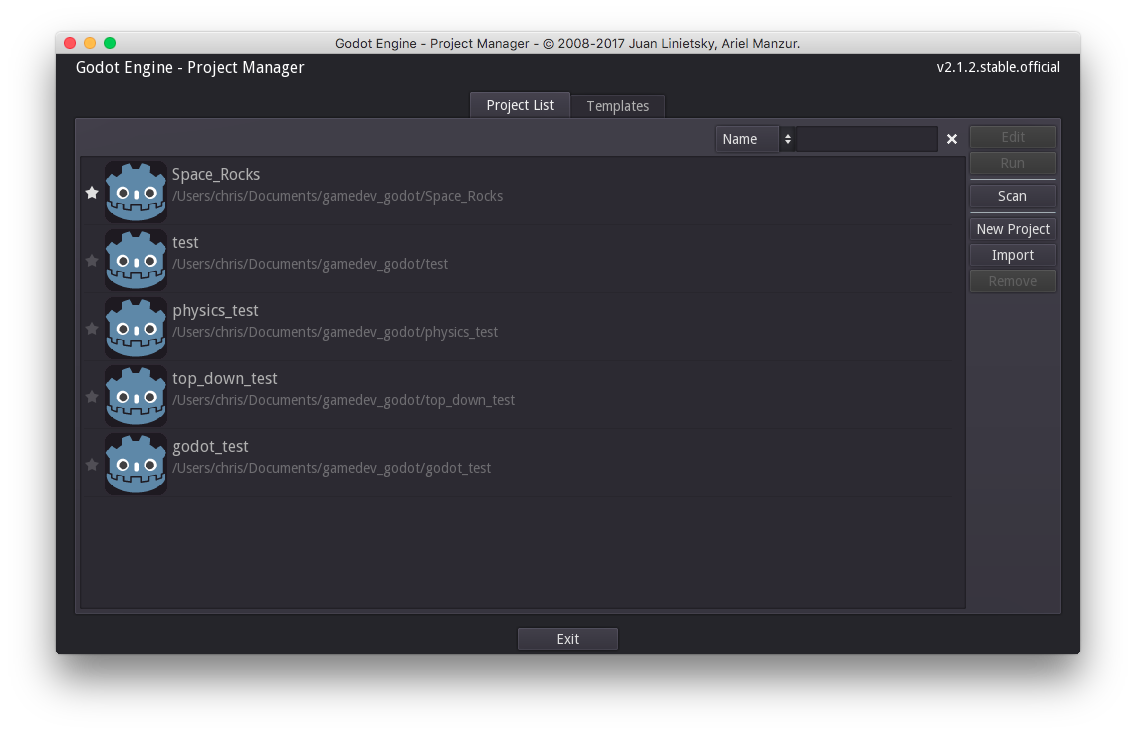 Godot Engine - Project Manager - © 2008-2017 Juan Linietsky, Ariel Manzur.
Godot Engine - Project Manager
v2.1.2.stable.official
Project List
Templates
Name
Edit
Run
Scan
New Project
Import
Remove
Space_Rocks
/Users/chris/Documents/gamedev_godot/Space_Rocks
test
/Users/chris/Documents/gamedev_godot/test
physics_test
/Users/chris/Documents/gamedev_godot/physics_test
top_down_test
/Users/chris/Documents/gamedev_godot/top_down_test
godot_test
/Users/chris/Documents/gamedev_godot/godot_test
Exit